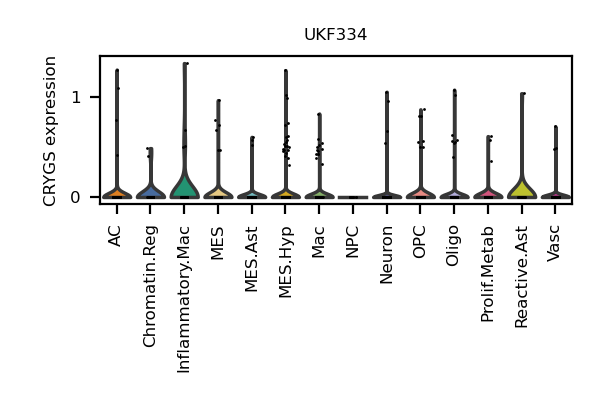 UKF334
CRYGS expression
1
0
AC
Chromatin.Reg
Inflammatory.Mac
MES
MES.Ast
MES.Hyp
Mac
NPC
Neuron
OPC
Oligo
Prolif.Metab
Reactive.Ast
Vasc